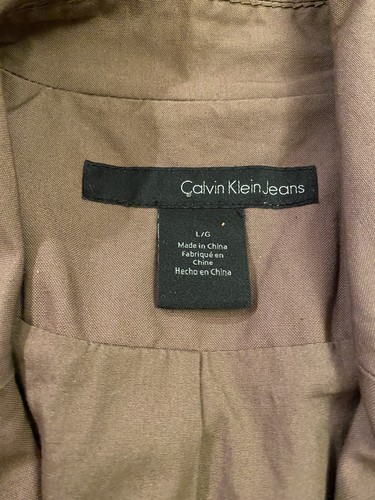 Calvin Klein Jeans
L/G
Made in China
Fabriqué en
Chine
Hecho en China